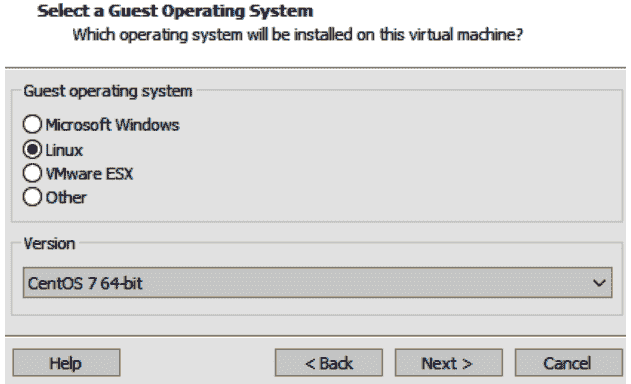 Select a Guest Operating System
Which operating system will be installed on this virtual machine?
Guest operating system
Microsoft Windows
Linux
VMware ESX
Other
Version
CentOS 7 64-bit
Help
< Back
Next >
Cancel